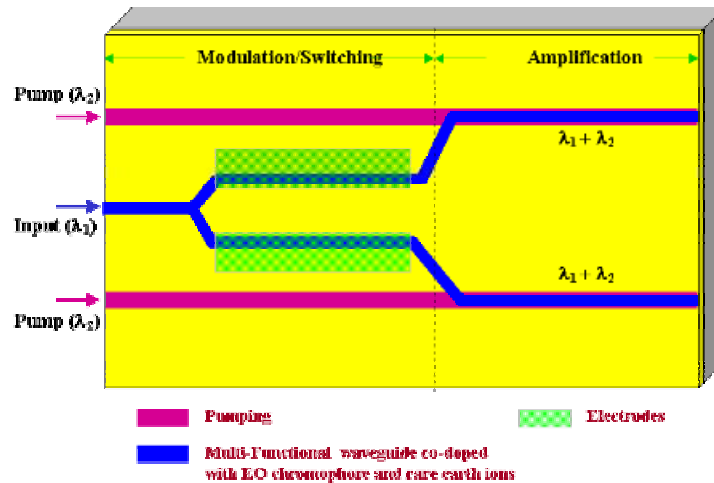 Modulation/Switching
Amplification
Pump (λ2)
λ1 + λ2
Input (λ1)
λ1 + λ2
Pump (λ2)
Pumping
Electrodes
Multi-Functional waveguide co-doped
with EO chromophore and rare earth ions